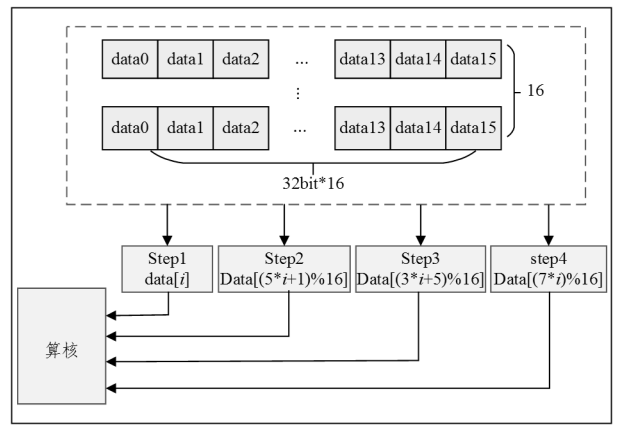 data0 data1 data2 ... data13 data14 data15
⋮ 16
data0 data1 data2 ... data13 data14 data15
32bit*16
Step1 Step2 Step3 step4
data[i] Data[(5*i+1)%16] Data[(3*i+5)%16] Data[(7*i)%16]
算核